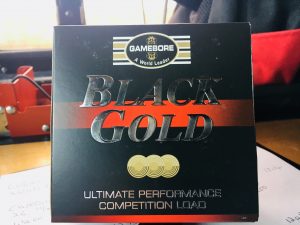 GAMEBORE
A World Leader
BLACK
GOLD
ULTIMATE PERFORMANCE
COMPETITION LOAD